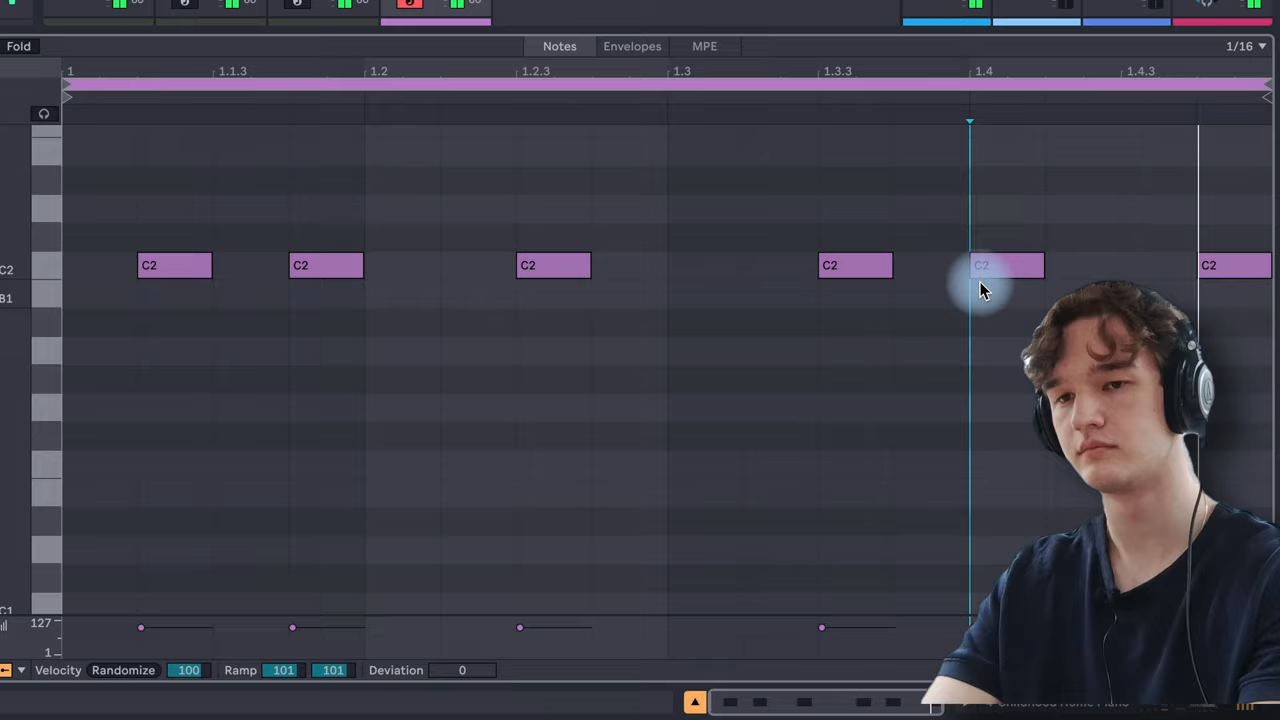 Fold Notes Envelopes MPE 1/16
1 1.1.3 1.2 1.2.3 1.3 1.3.3 1.4 1.4.3
C2 C2 C2 C2 C2 C2 C2
B1
C1
127
1
Velocity Randomize 100 Ramp 101 101 Deviation 0